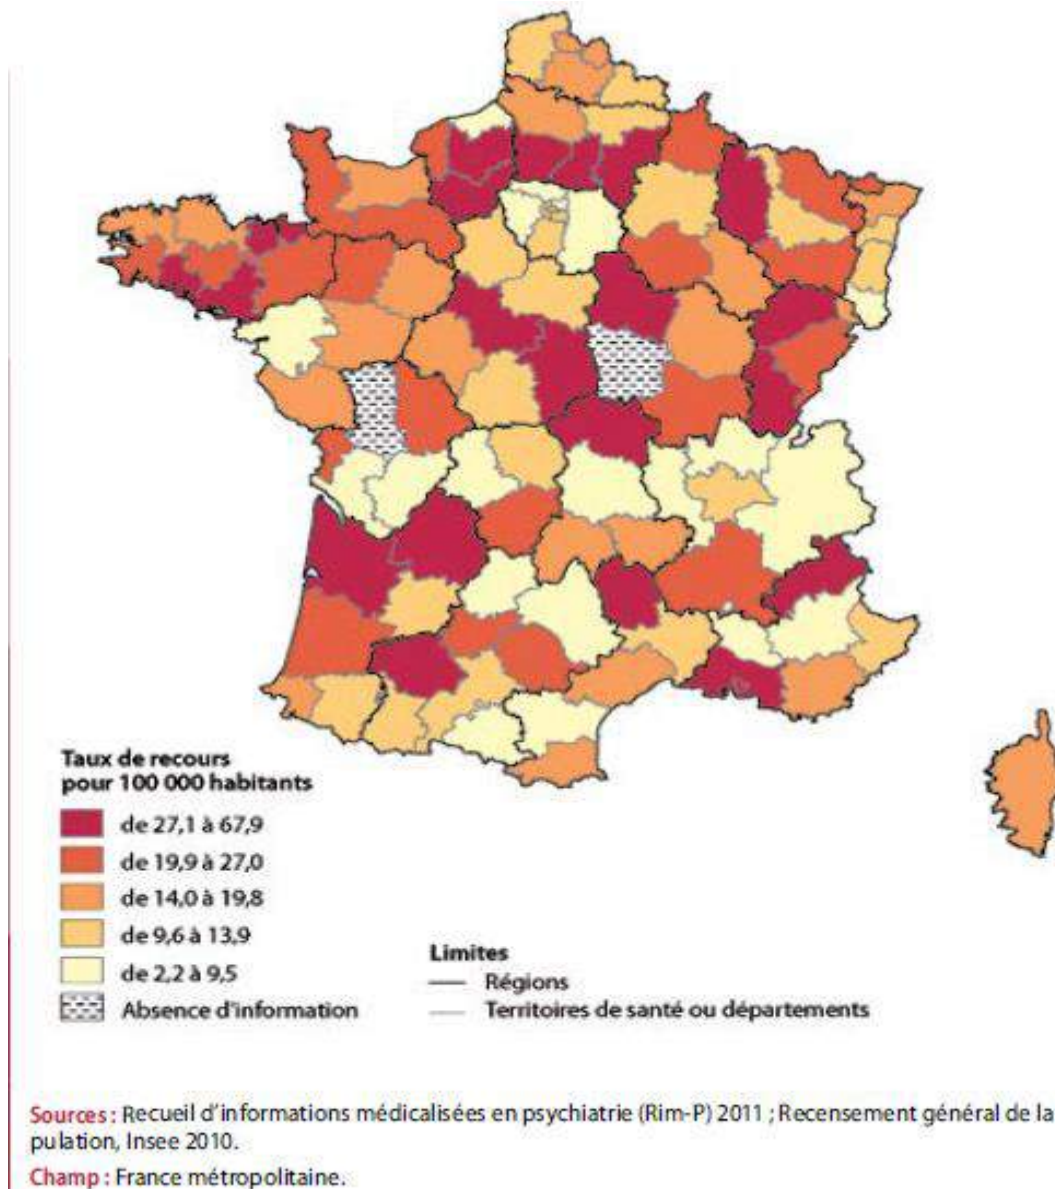 Taux de recours
pour 100 000 habitants
de 27,1 à 67,9
de 19,9 à 27,0
de 14,0 à 19,8
de 9,6 à 13,9
de 2,2 à 9,5
Absence d'information
Limites
Régions
Territoires de santé ou départements
Sources : Recueil d'informations médicalisées en psychiatrie (Rim-P) 2011 ; Recensement général de la
pulation, Insee 2010.
Champ : France métropolitaine.